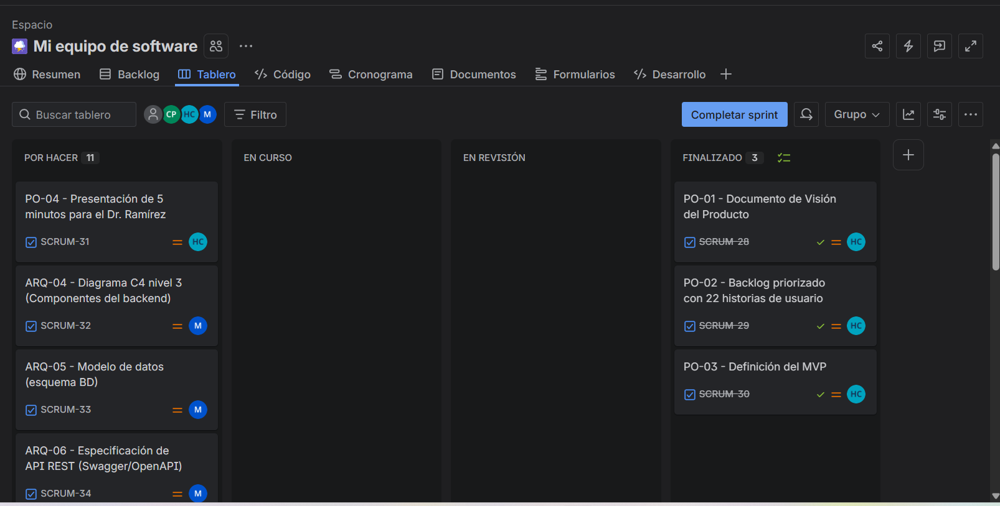 Espacio
Mi equipo de software
Resumen
Backlog
Tablero
Código
Cronograma
Documentos
Formularios
Desarrollo
Buscar tablero
CP
HC
M
Filtro
Completar sprint
Grupo
POR HACER 11
PO-04 - Presentación de 5
minutos para el Dr. Ramírez
SCRUM-31
HC
ARQ-04 - Diagrama C4 nivel 3
(Componentes del backend)
SCRUM-32
M
ARQ-05 - Modelo de datos
(esquema BD)
SCRUM-33
M
ARQ-06 - Especificación de
API REST (Swagger/OpenAPI)
SCRUM-34
M
EN CURSO
EN REVISIÓN
FINALIZADO 3
PO-01 - Documento de Visión
del Producto
SCRUM-28
HC
PO-02 - Backlog priorizado
con 22 historias de usuario
SCRUM-29
HC
PO-03 - Definición del MVP
SCRUM-30
HC